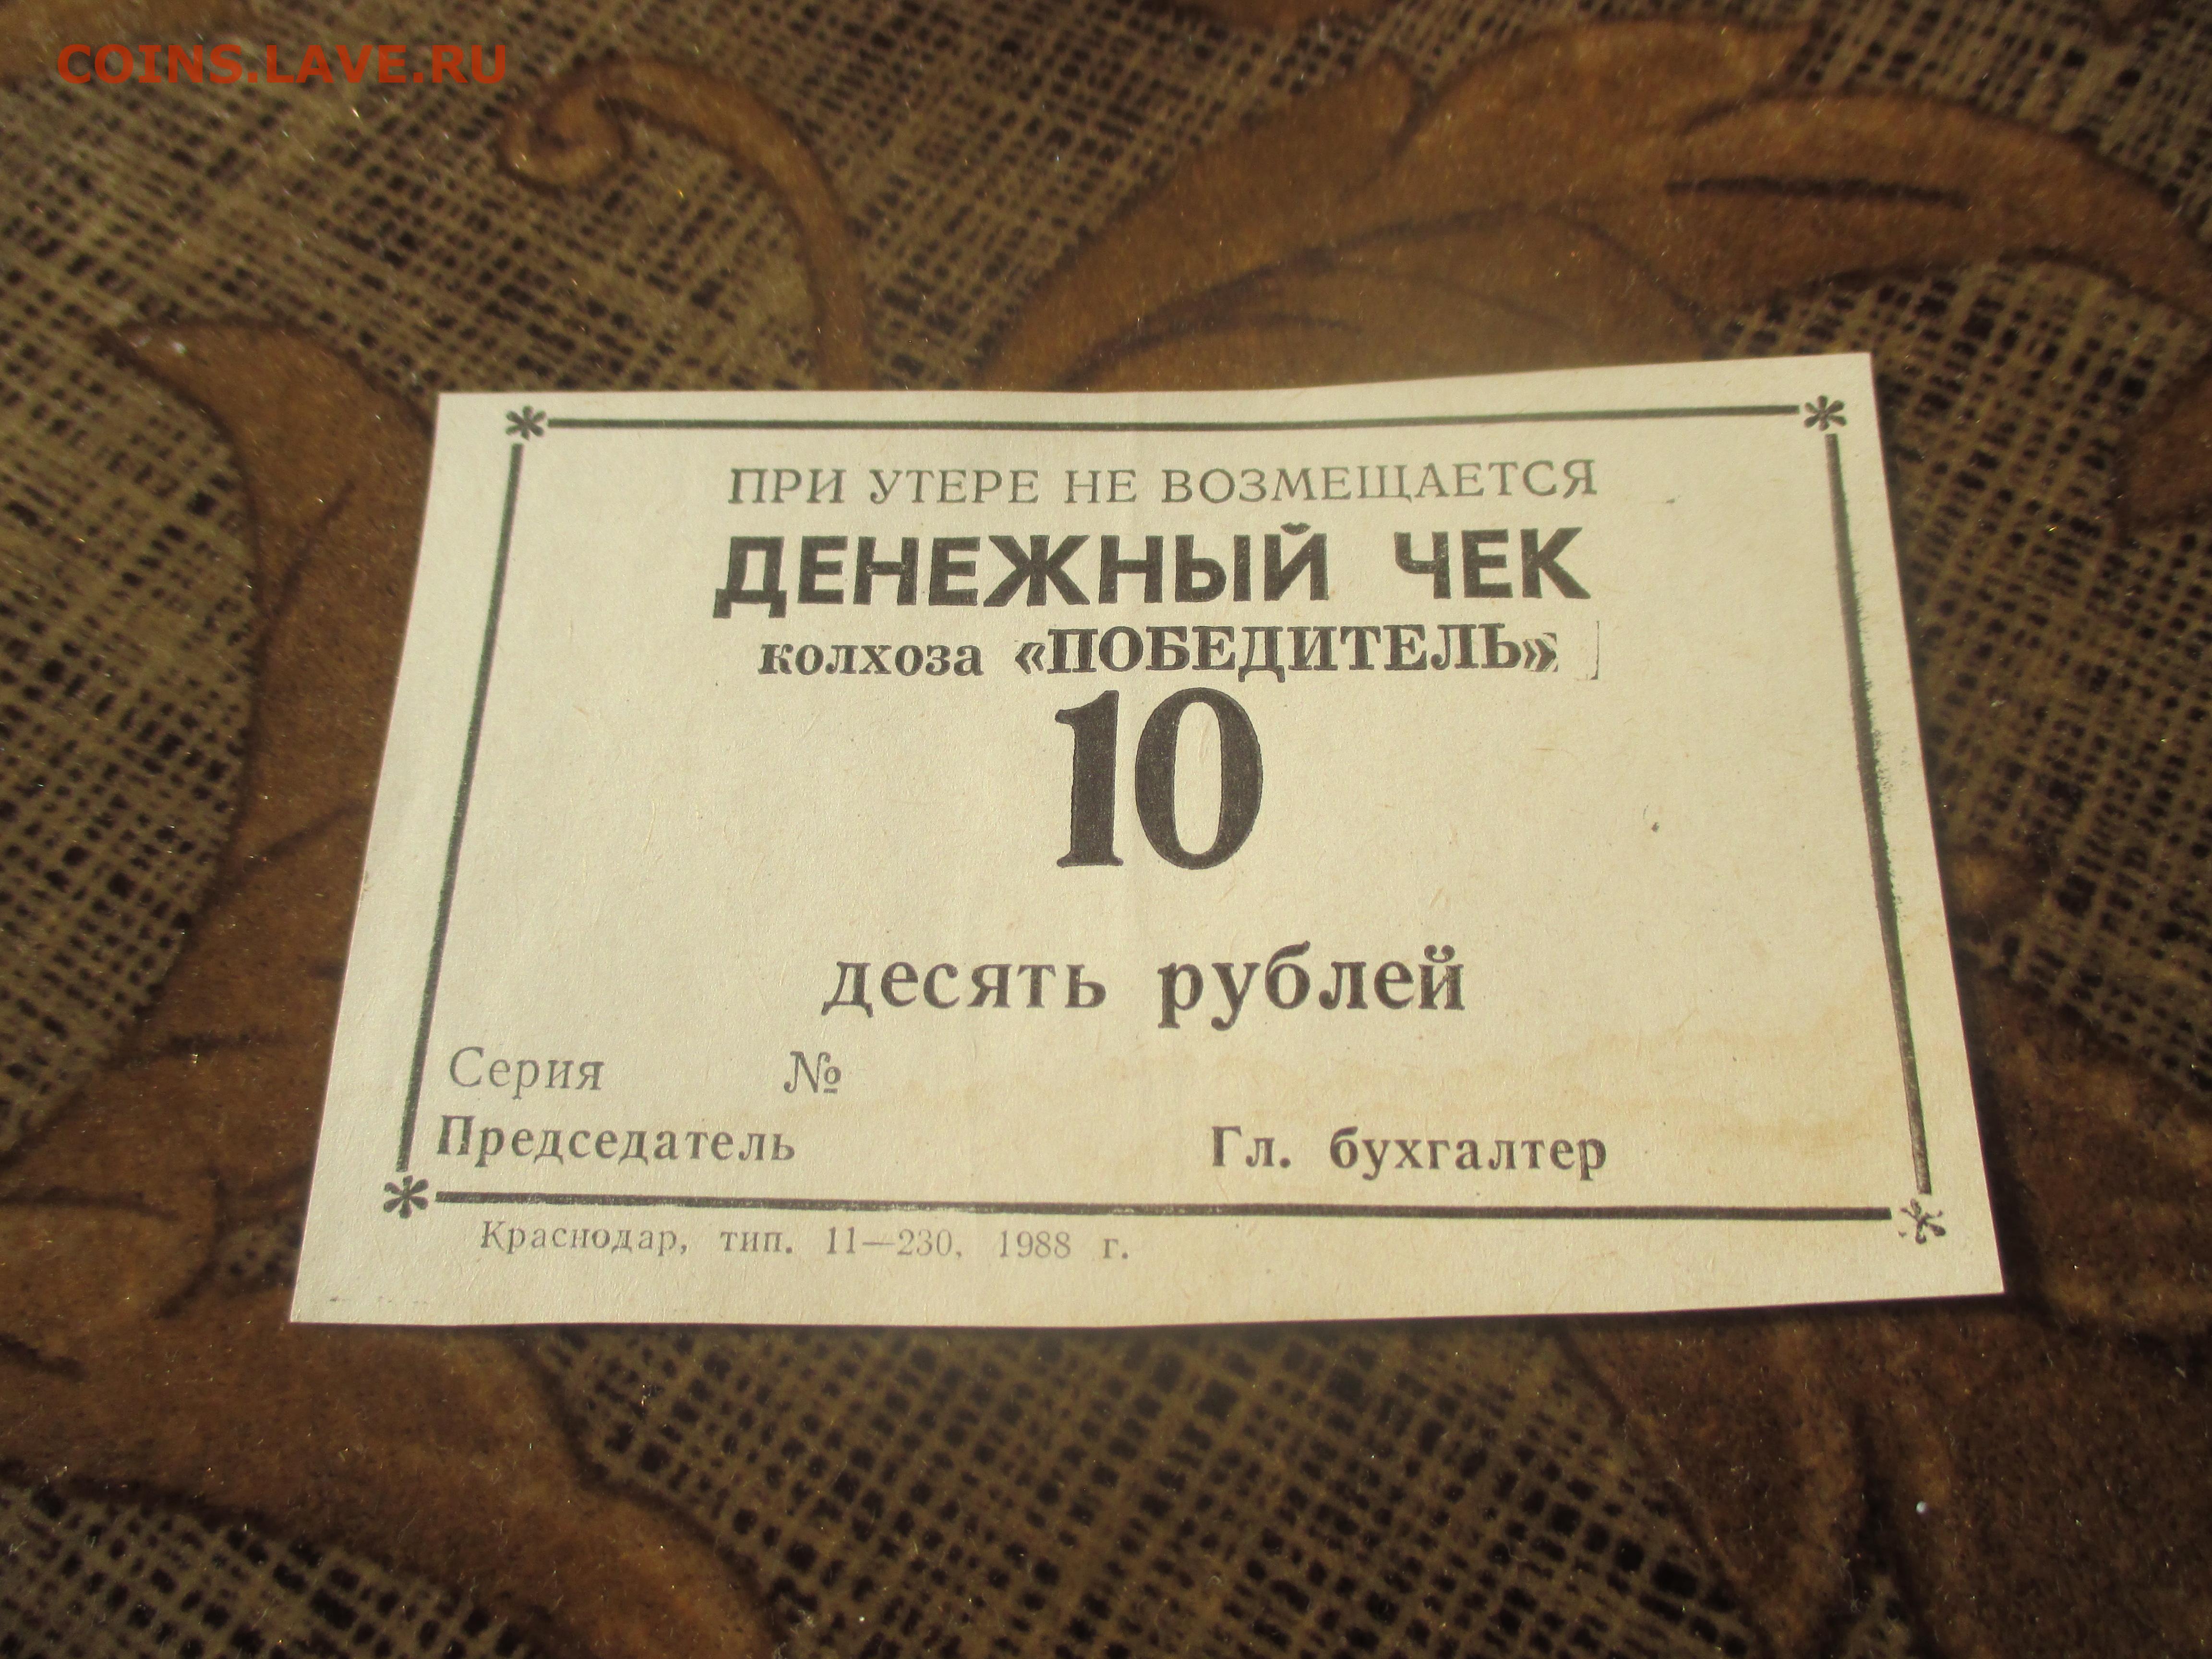 COINS.LAVE.RU
ПРИ УТЕРЕ НЕ ВОЗМЕЩАЕТСЯ
ДЕНЕЖНЫЙ ЧЕК
колхоза «ПОБЕДИТЕЛЬ»
10
десять рублей
Серия №
Председатель Гл. бухгалтер
Краснодар, тип. 11—230, 1988 г.